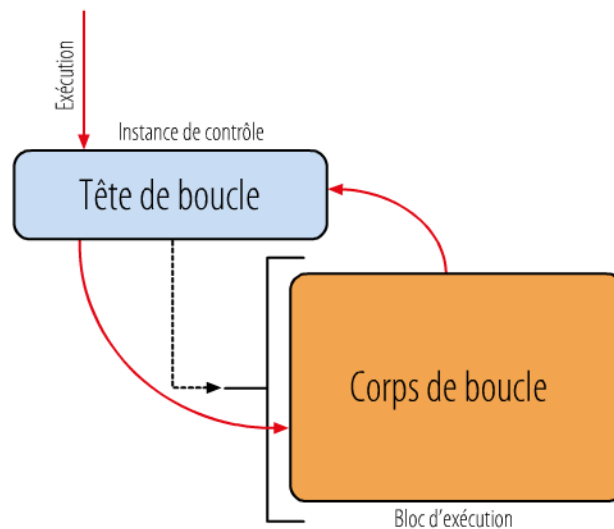 Exécution
Instance de contrôle
Tête de boucle
Corps de boucle
Bloc d’exécution